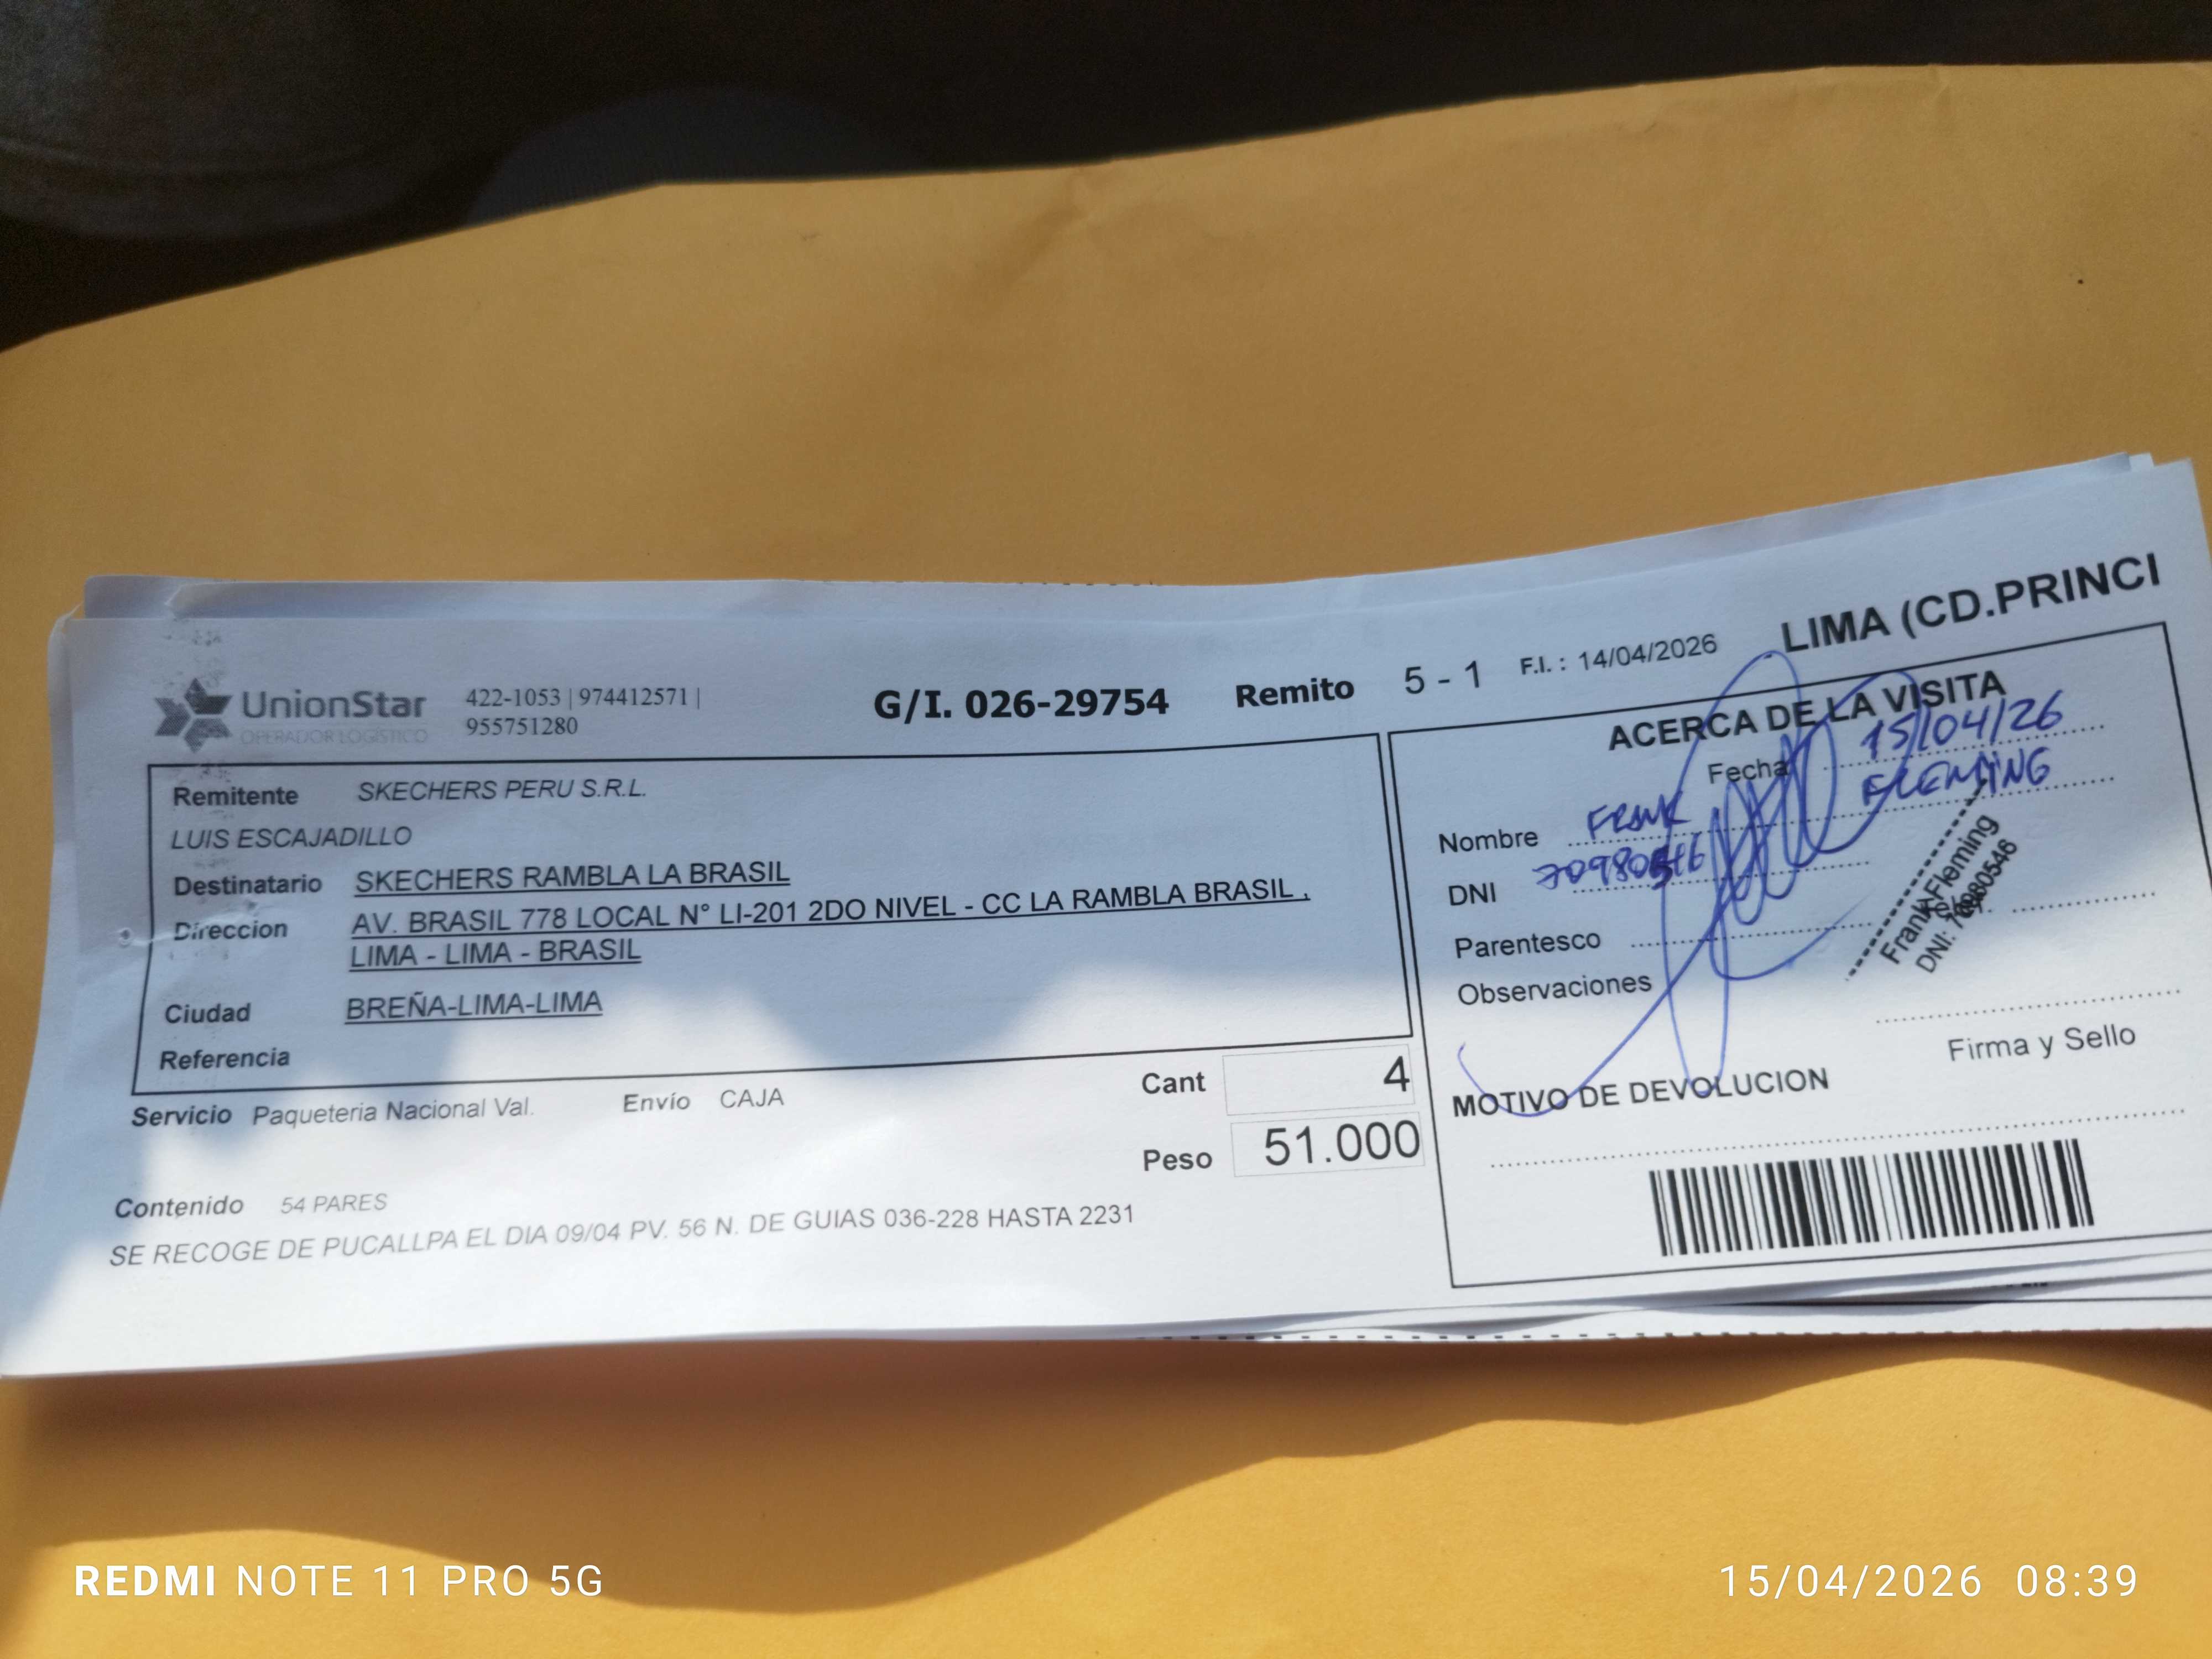 LIMA (CD.PRINCI
UnionStar
OPERADOR LOGISTICO
422-1053 | 974412571 |
955751280
G/I. 026-29754 Remito 5 - 1 F.I. : 14/04/2026
Remitente SKECHERS PERU S.R.L.
LUIS ESCAJADILLO
Destinatario SKECHERS RAMBLA LA BRASIL
Direccion AV. BRASIL 778 LOCAL N° LI-201 2DO NIVEL - CC LA RAMBLA BRASIL ,
LIMA - LIMA - BRASIL
Ciudad BREÑA-LIMA-LIMA
Referencia
Servicio Paqueteria Nacional Val. Envío CAJA
Cant 4
Peso 51.000
Contenido 54 PARES
SE RECOGE DE PUCALLPA EL DIA 09/04 PV. 56 N. DE GUIAS 036-228 HASTA 2231
ACERCA DE LA VISITA
Fecha 15/04/26
Nombre FRANK FLEMING
DNI
Parentesco
Observaciones
Frank Fleming
DNI: 70980546
Firma y Sello
MOTIVO DE DEVOLUCION
REDMI NOTE 11 PRO 5G
15/04/2026 08:39